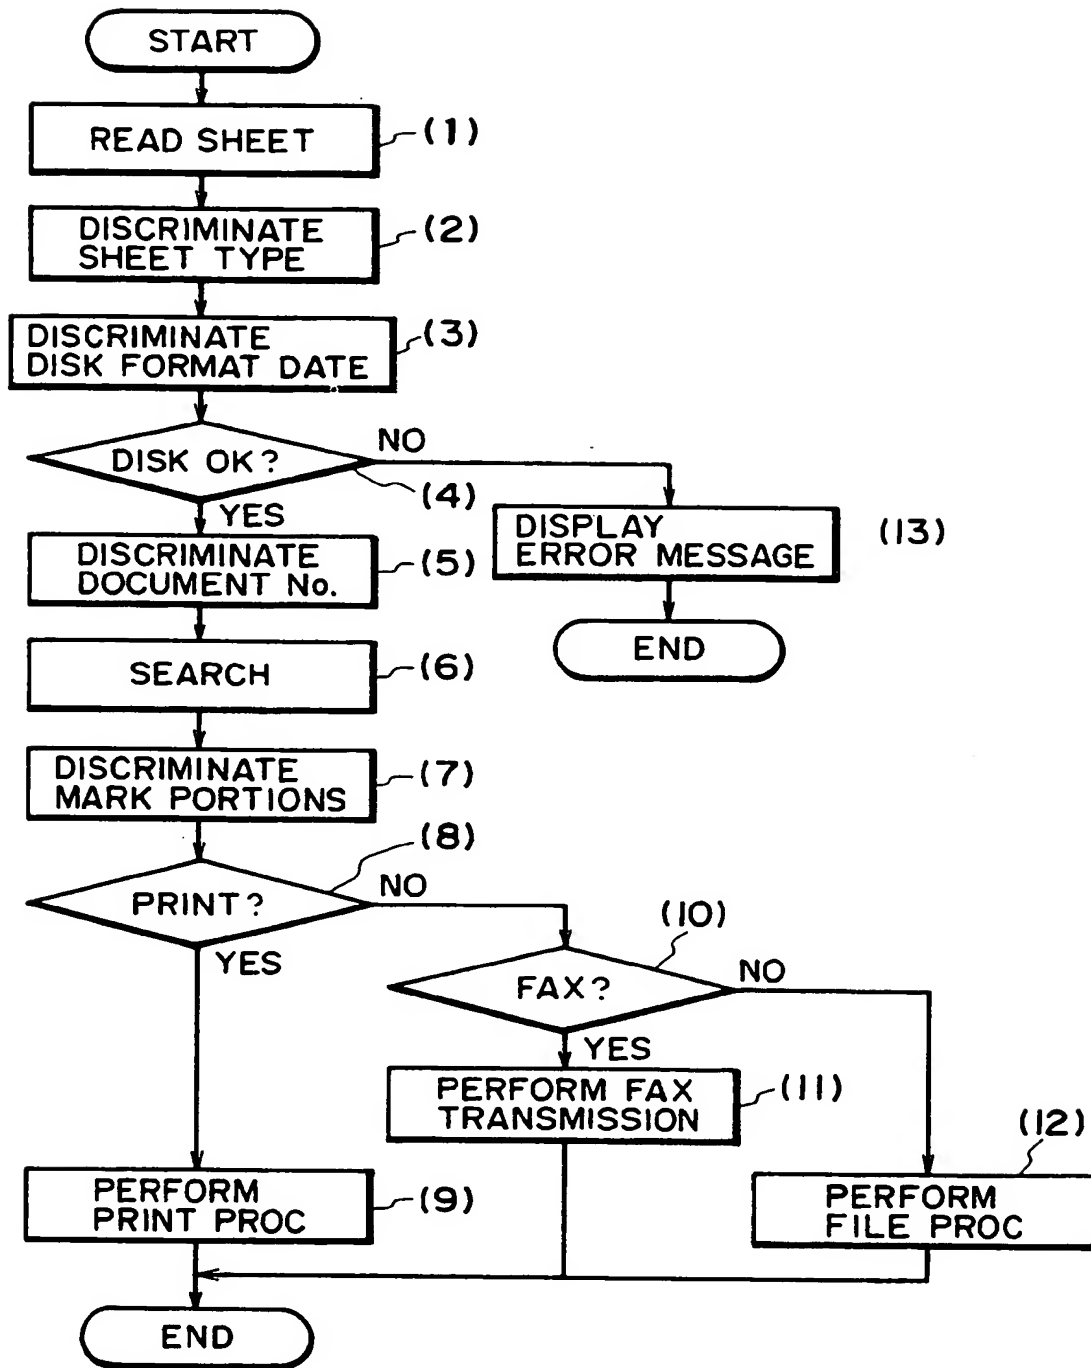 START
READ SHEET
(1)
DISCRIMINATE
SHEET TYPE
(2)
DISCRIMINATE
DISK FORMAT DATE
(3)
DISK OK?
NO
(4)
YES
DISPLAY
ERROR MESSAGE
(13)
DISCRIMINATE
DOCUMENT No.
(5)
END
SEARCH
(6)
DISCRIMINATE
MARK PORTIONS
(7)
(8)
PRINT?
NO
YES
(10)
FAX?
NO
YES
PERFORM FAX
TRANSMISSION
(11)
(12)
PERFORM
PRINT PROC
(9)
PERFORM
FILE PROC
END